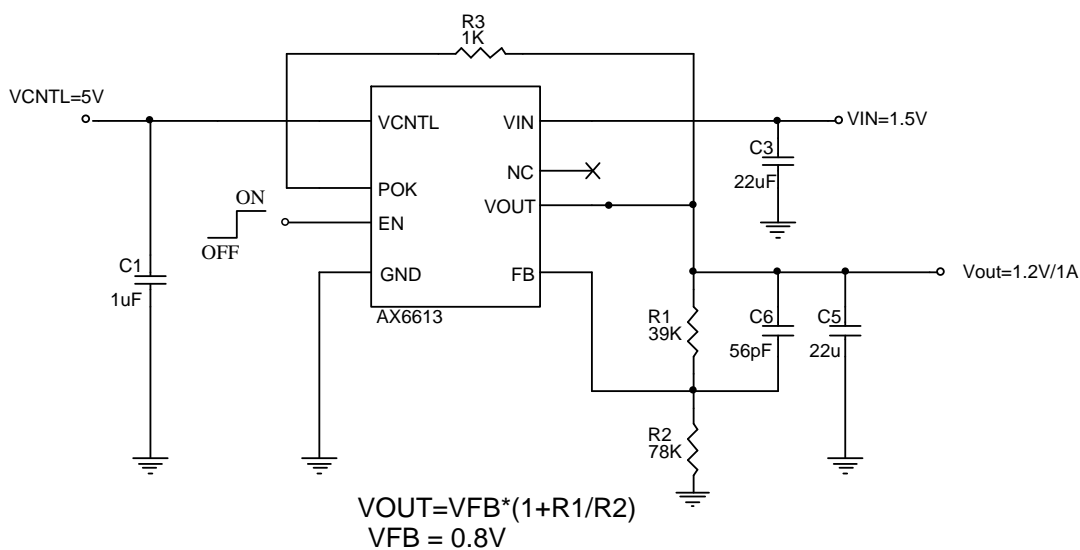 R3
1K
VCNTL=5V
VCNTL
VIN
VIN=1.5V
C3
22uF
NC
POK
VOUT
ON
OFF
EN
GND
FB
C1
1uF
AX6613
Vout=1.2V/1A
R1
39K
C6
56pF
C5
22u
R2
78K
VOUT=VFB*(1+R1/R2)
VFB = 0.8V